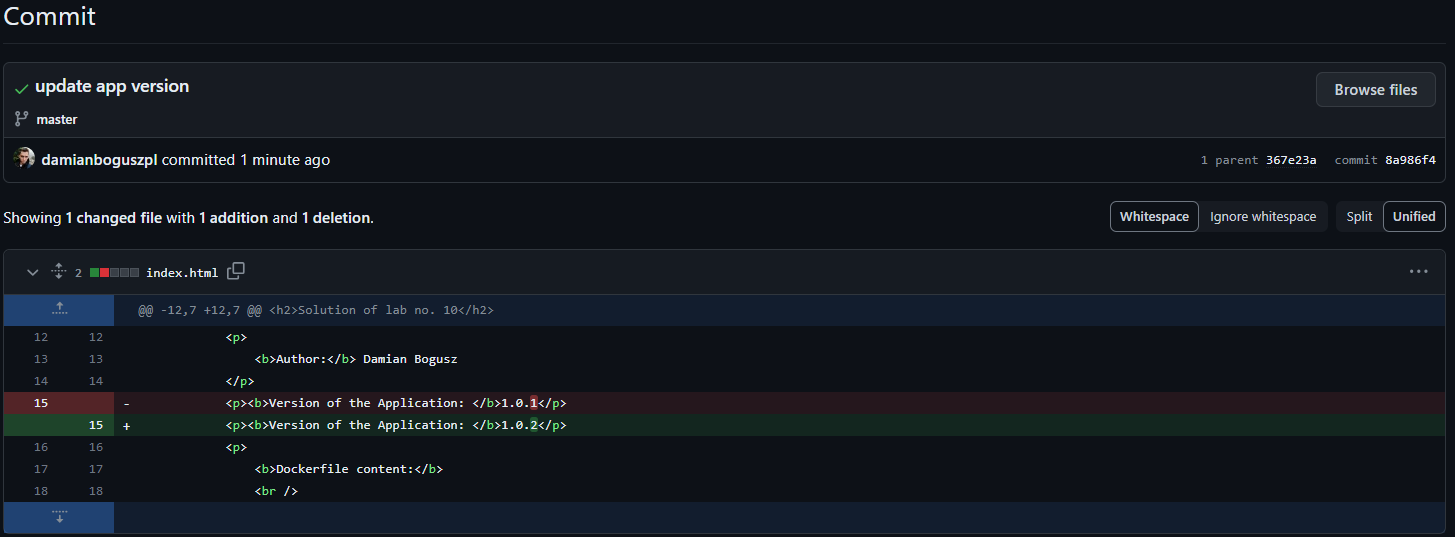 Commit
update app version
Browse files
master
damianboguszpl committed 1 minute ago
1 parent 367e23a commit 8a986f4
Showing 1 changed file with 1 addition and 1 deletion.
Whitespace Ignore whitespace Split Unified
2 index.html
@@ -12,7 +12,7 @@ <h2>Solution of lab no. 10</h2>
12 12 <p>
13 13 <b>Author:</b> Damian Bogusz
14 14 </p>
15 - <p><b>Version of the Application: </b>1.0.1</p>
15 + <p><b>Version of the Application: </b>1.0.2</p>
16 16 <p>
17 17 <b>Dockerfile content:</b>
18 18 <br />